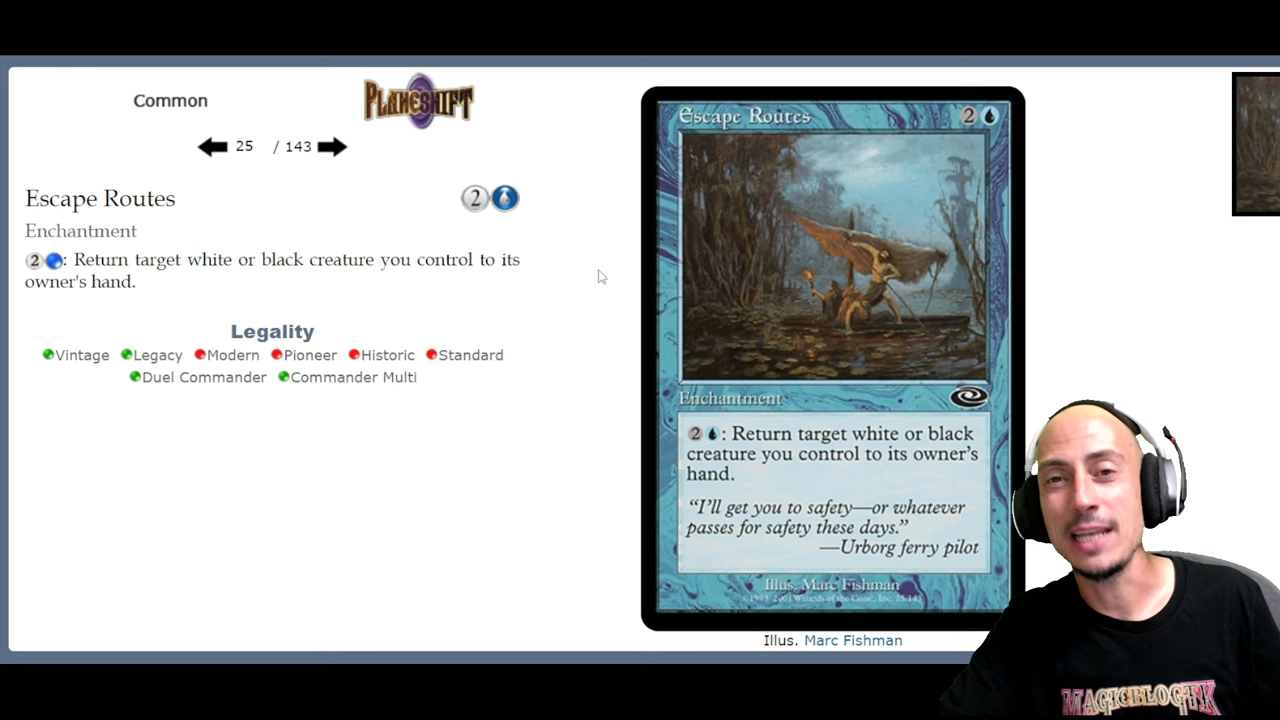 Common
PLANESHIFT
25 / 143
Escape Routes 2
Enchantment
2 : Return target white or black creature you control to its
owner's hand.
Legality
Vintage Legacy Modern Pioneer Historic Standard
Duel Commander Commander Multi
Escape Routes 2
Enchantment
2 : Return target white or black
creature you control to its owner's
hand.
"I'll get you to safety—or whatever
passes for safety these days."
—Urborg ferry pilot
Illus. Marc Fishman
Illus. Marc Fishman
MAGICBLOGTK